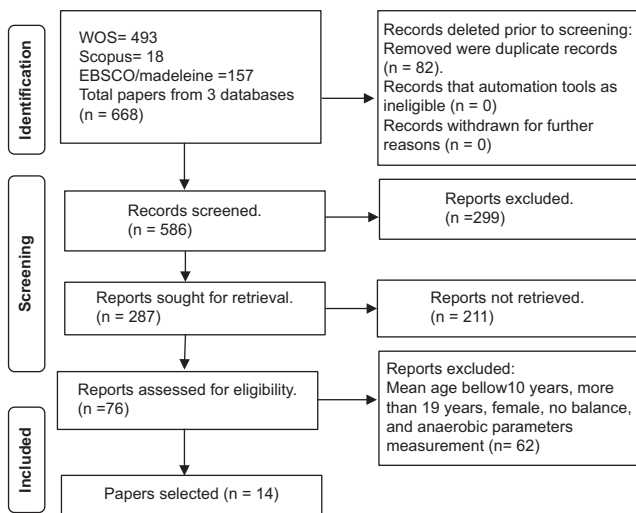 Identification
WOS= 493
Scopus= 18
EBSCO/madeleine =157
Total papers from 3 databases
(n = 668)
Records deleted prior to screening:
Removed were duplicate records
(n = 82).
Records that automation tools as
ineligible (n = 0)
Records withdrawn for further
reasons (n = 0)
Screening
Records screened.
(n = 586)
Reports excluded.
(n =299)
Reports sought for retrieval.
(n = 287)
Reports not retrieved.
(n = 211)
Reports assessed for eligibility.
(n =76)
Reports excluded:
Mean age bellow10 years, more
than 19 years, female, no balance,
and anaerobic parameters
measurement (n= 62)
Included
Papers selected (n = 14)